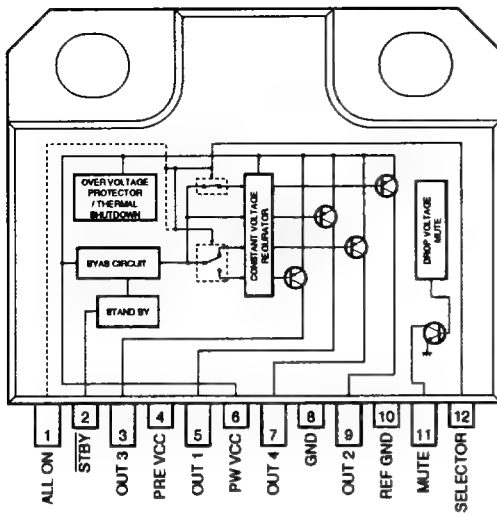 OVER VOLTAGE
PROTECTOR
/ THERMAL
SHUTDOWN
BYAS CIRCUIT
STAND BY
CONSTANT VOLTAGE
REGURATOR
DROP VOLTAGE
MUTE
1
2
3
4
5
6
7
8
9
10
11
12
ALL ON
STBY
OUT 3
PRE VCC
OUT 1
PW VCC
OUT 4
GND
OUT 2
REF GND
MUTE
SELECTOR